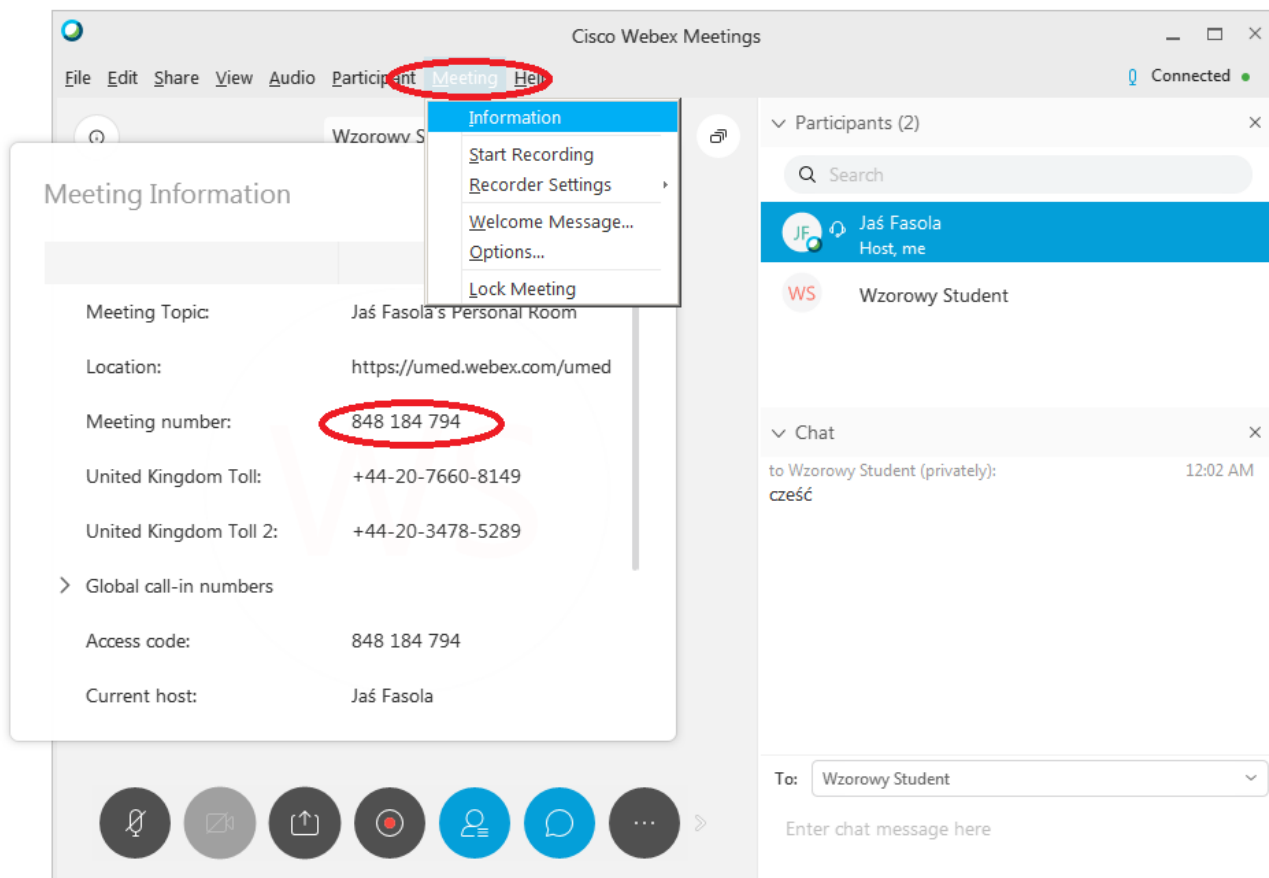 Cisco Webex Meetings
File Edit Share View Audio Participant Meeting Help
Connected
Information
Start Recording
Recorder Settings
Welcome Message...
Options...
Lock Meeting
Wzorowy S
Meeting Information
Meeting Topic: Jaś Fasola's Personal Room
Location: https://umed.webex.com/umed
Meeting number: 848 184 794
United Kingdom Toll: +44-20-7660-8149
United Kingdom Toll 2: +44-20-3478-5289
Global call-in numbers
Access code: 848 184 794
Current host: Jaś Fasola
WS
Participants (2)
Search
JF Jaś Fasola
Host, me
WS Wzorowy Student
Chat
to Wzorowy Student (privately): 12:02 AM
cześć
To: Wzorowy Student
Enter chat message here